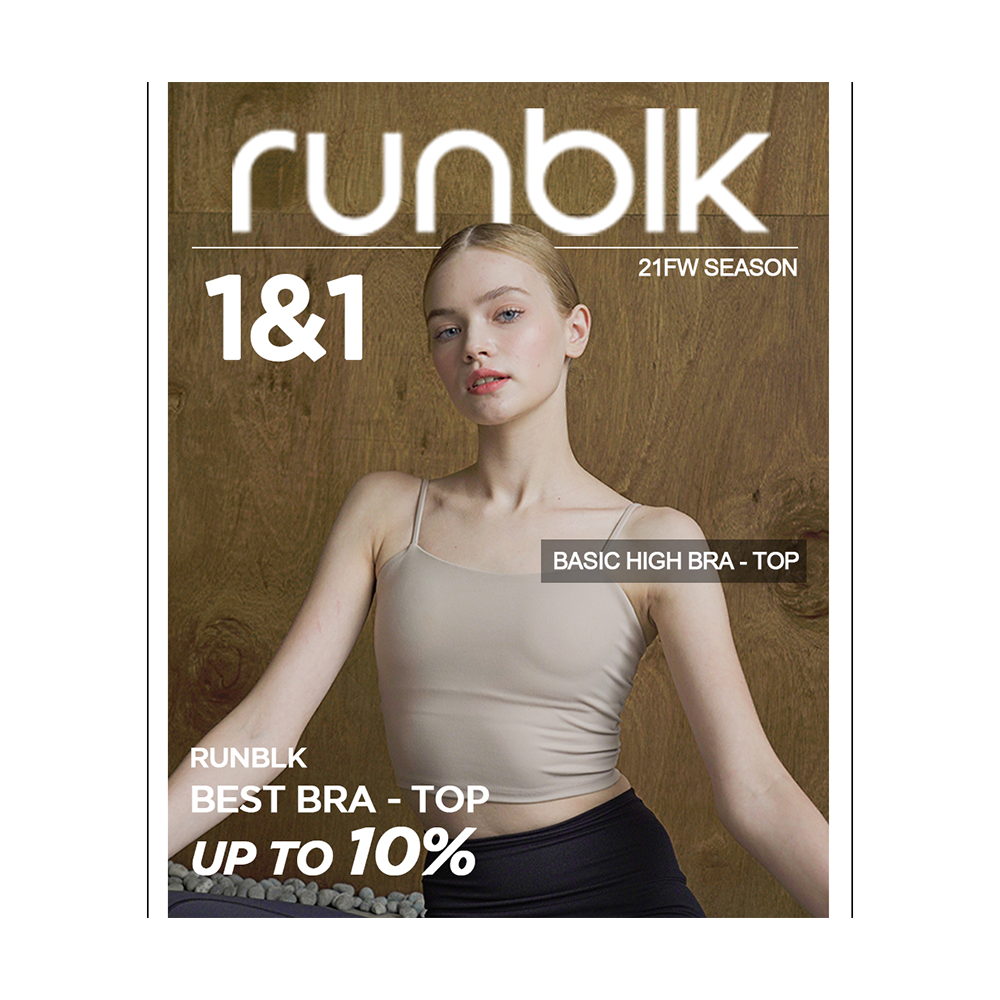 runblk
21FW SEASON
1&1
BASIC HIGH BRA - TOP
RUNBLK
BEST BRA - TOP
UP TO 10%